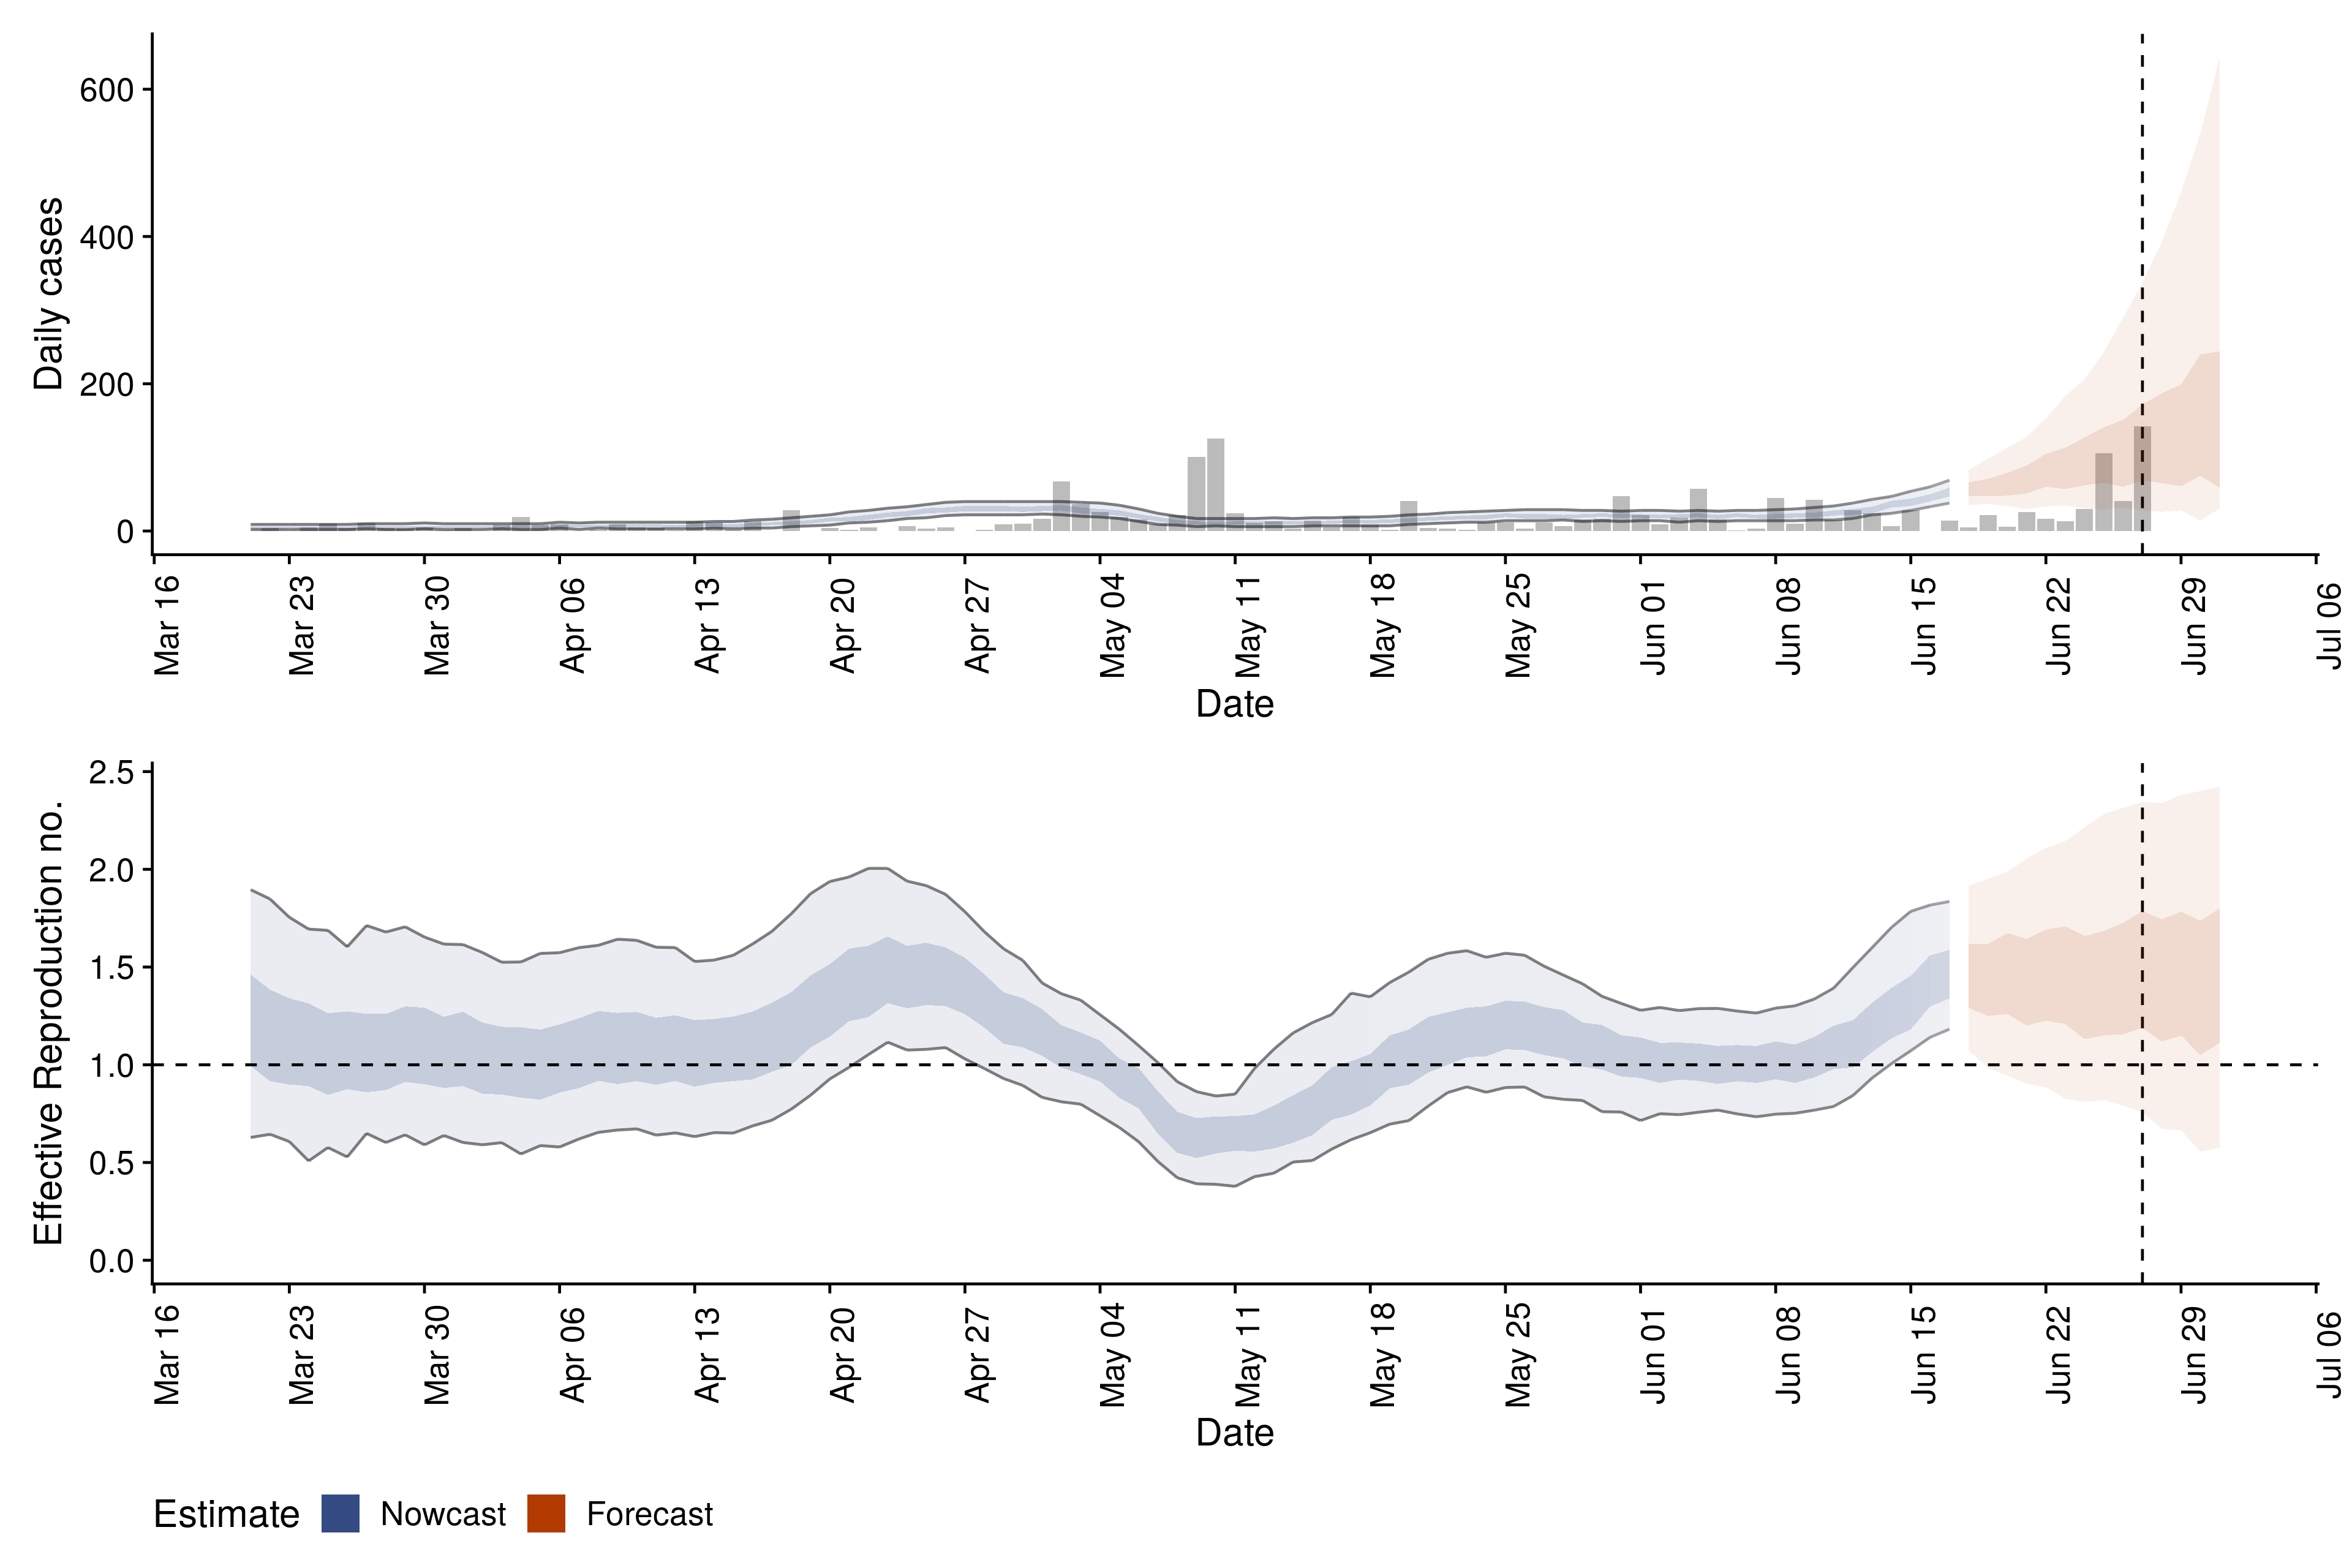 Daily cases
600
400
200
0
Mar 16
Mar 23
Mar 30
Apr 06
Apr 13
Apr 20
Apr 27
May 04
May 11
May 18
May 25
Jun 01
Jun 08
Jun 15
Jun 22
Jun 29
Jul 06
Date
Effective Reproduction no.
2.5
2.0
1.5
1.0
0.5
0.0
Mar 16
Mar 23
Mar 30
Apr 06
Apr 13
Apr 20
Apr 27
May 04
May 11
May 18
May 25
Jun 01
Jun 08
Jun 15
Jun 22
Jun 29
Jul 06
Date
Estimate Nowcast Forecast